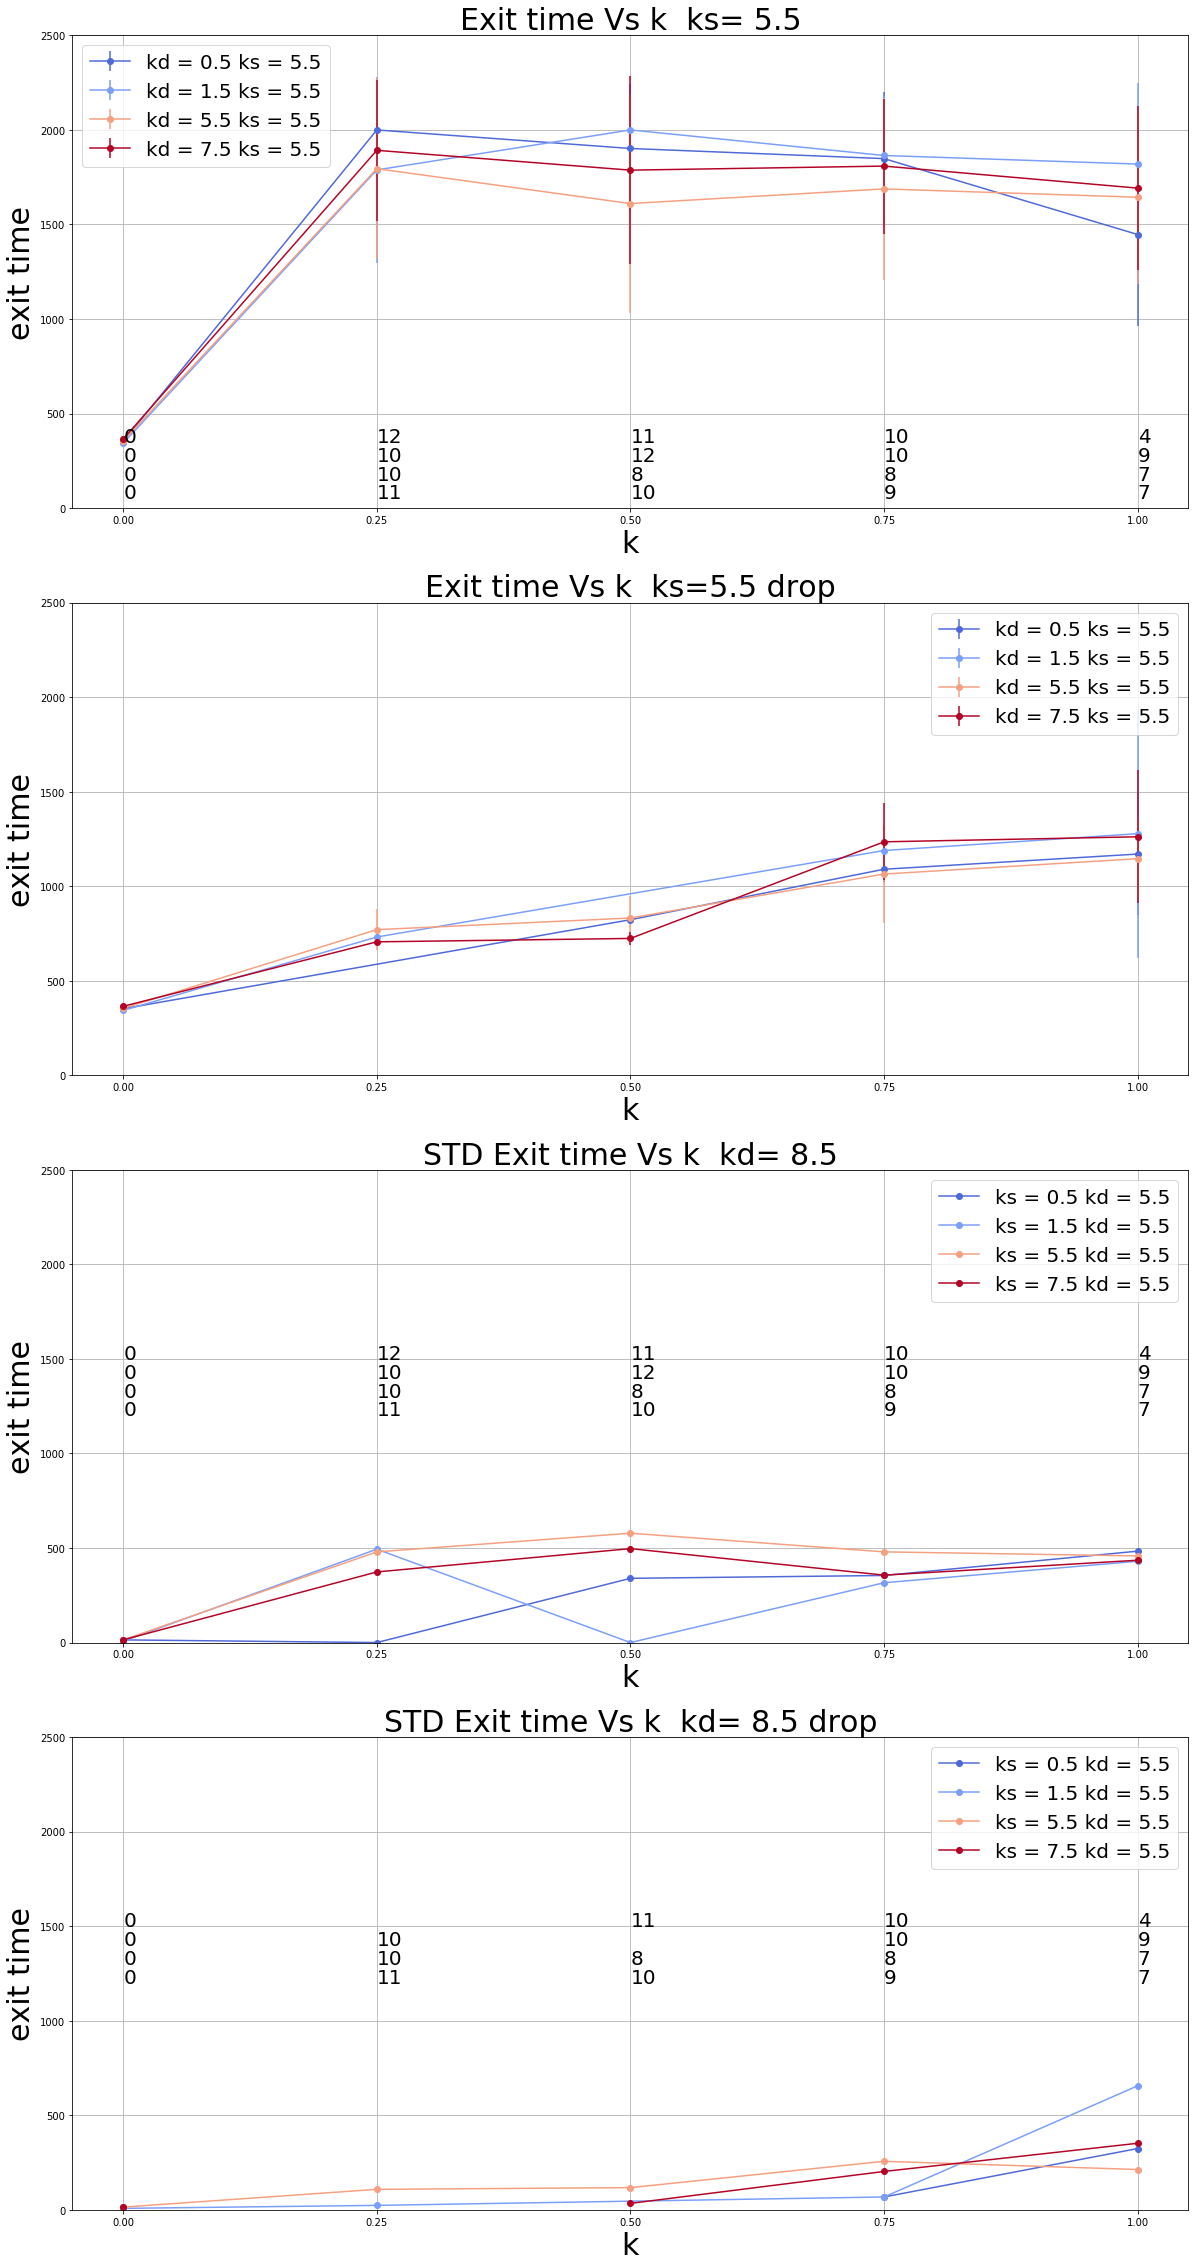 Exit time Vs k  ks= 5.5
2500
2000
1500
1000
500
0
exit time
kd = 0.5 ks = 5.5
kd = 1.5 ks = 5.5
kd = 5.5 ks = 5.5
kd = 7.5 ks = 5.5
0 12 11 10 4
0 10 12 10 9
0 10 8 8 7
0 11 10 9 7
0.00 0.25 0.50 0.75 1.00
k
Exit time Vs k  ks=5.5 drop
2500
2000
1500
1000
500
0
exit time
kd = 0.5 ks = 5.5
kd = 1.5 ks = 5.5
kd = 5.5 ks = 5.5
kd = 7.5 ks = 5.5
0.00 0.25 0.50 0.75 1.00
k
STD Exit time Vs k  kd= 8.5
2500
2000
1500
1000
500
0
exit time
ks = 0.5 kd = 5.5
ks = 1.5 kd = 5.5
ks = 5.5 kd = 5.5
ks = 7.5 kd = 5.5
0 12 11 10 4
0 10 12 10 9
0 10 8 8 7
0 11 10 9 7
0.00 0.25 0.50 0.75 1.00
k
STD Exit time Vs k  kd= 8.5 drop
2500
2000
1500
1000
500
0
exit time
ks = 0.5 kd = 5.5
ks = 1.5 kd = 5.5
ks = 5.5 kd = 5.5
ks = 7.5 kd = 5.5
0 11 10 4
0 10 10 9
0 10 8 8 7
0 11 10 9 7
0.00 0.25 0.50 0.75 1.00
k